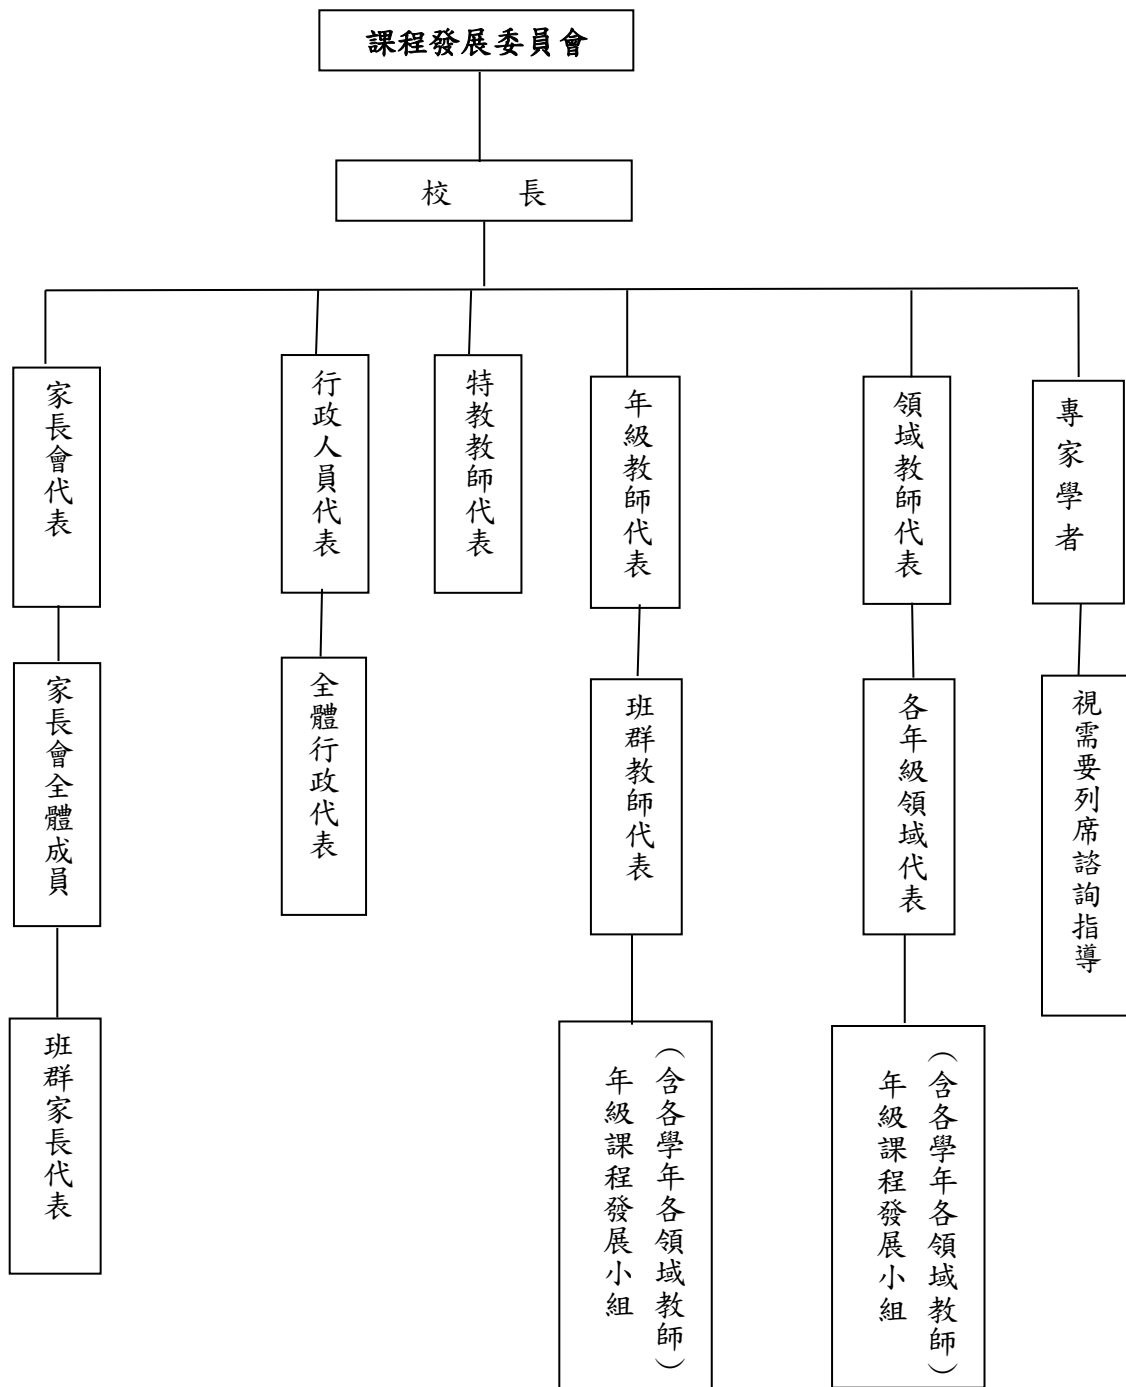 課程發展委員會
校 長
家長會代表
行政人員代表
特教教師代表
年級教師代表
領域教師代表
專家學者
家長會全體成員
全體行政代表
班群教師代表
各年級領域代表
視需要列席諮詢指導
班群家長代表
（含各學年各領域教師）
年級課程發展小組
（含各學年各領域教師）
年級課程發展小組